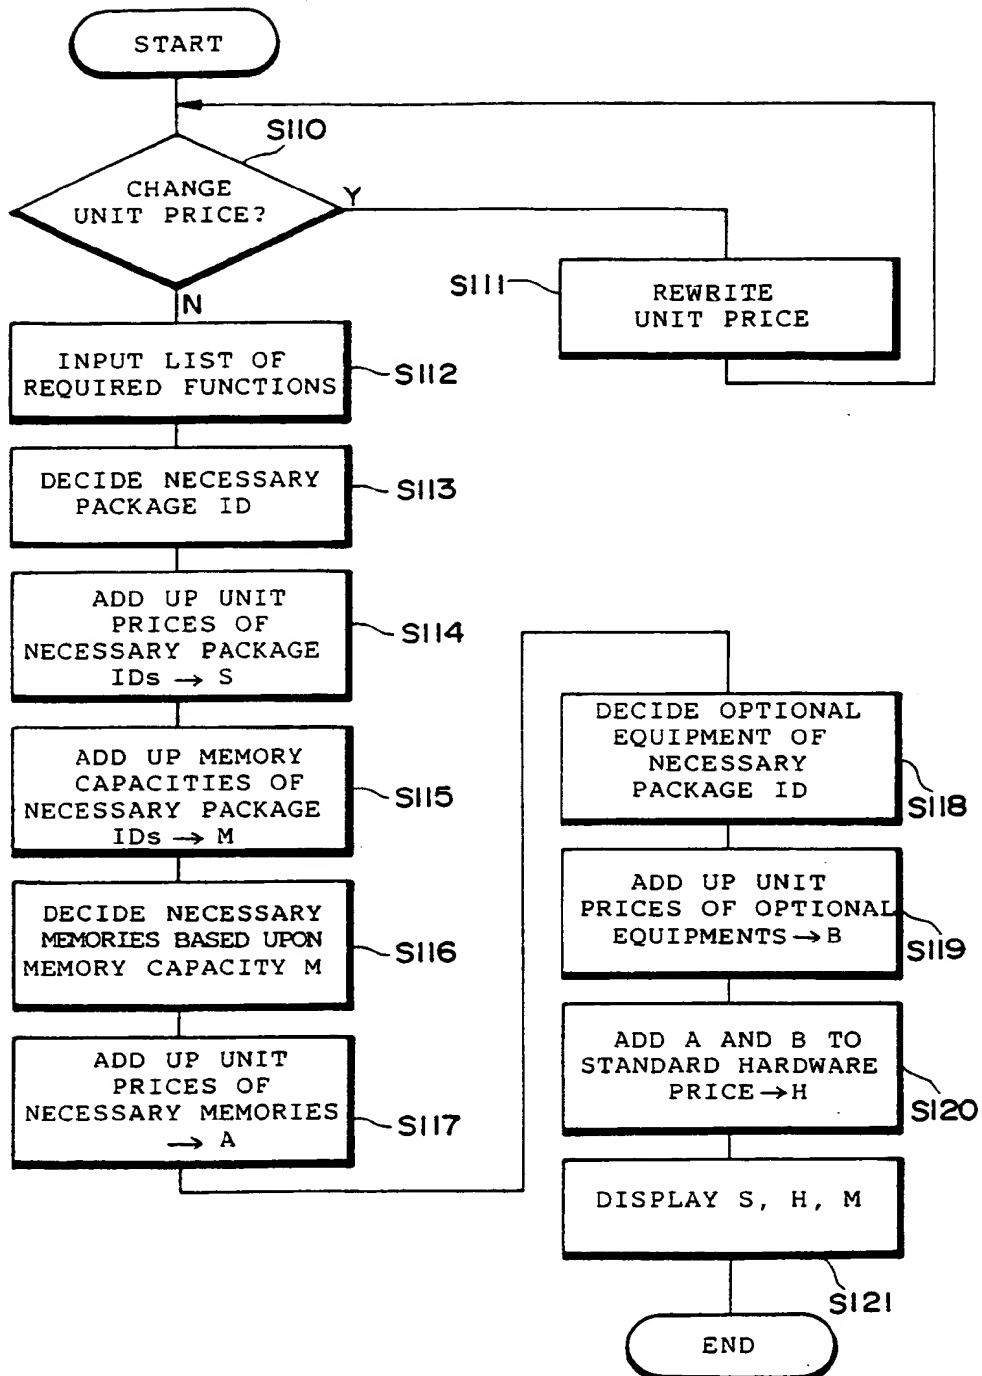 START
S110
CHANGE
UNIT PRICE?
Y
N
S111
REWRITE
UNIT PRICE
INPUT LIST OF
REQUIRED FUNCTIONS
S112
DECIDE NECESSARY
PACKAGE ID
S113
ADD UP UNIT
PRICES OF
NECESSARY PACKAGE
IDs → S
S114
ADD UP MEMORY
CAPACITIES OF
NECESSARY PACKAGE
IDs → M
S115
DECIDE NECESSARY
MEMORIES BASED UPON
MEMORY CAPACITY M
S116
ADD UP UNIT
PRICES OF
NECESSARY MEMORIES
→ A
S117
DECIDE OPTIONAL
EQUIPMENT OF
NECESSARY
PACKAGE ID
S118
ADD UP UNIT
PRICES OF OPTIONAL
EQUIPMENTS → B
S119
ADD A AND B TO
STANDARD HARDWARE
PRICE → H
S120
DISPLAY S, H, M
S121
END